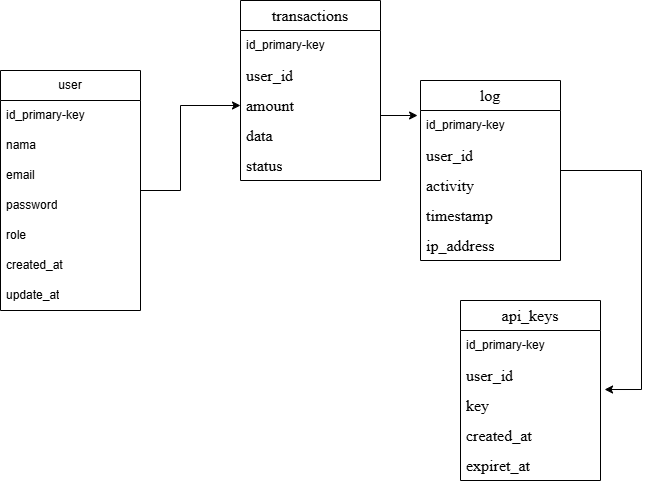 user
id_primary-key
nama
email
password
role
created_at
update_at
transactions
id_primary-key
user_id
amount
data
status
log
id_primary-key
user_id
activity
timestamp
ip_address
api_keys
id_primary-key
user_id
key
created_at
expiret_at